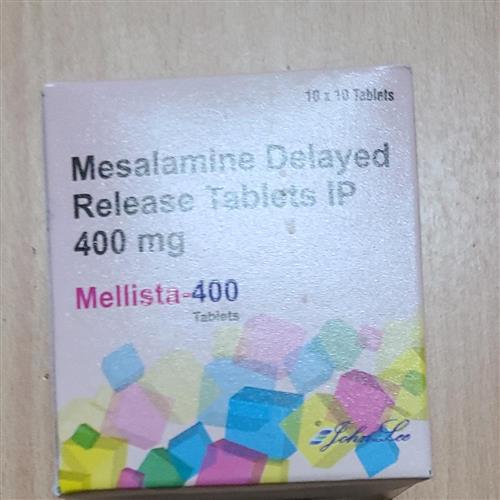 10 x 10 Tablets
Mesalamine Delayed
Release Tablets IP
400 mg
Mellista-400
Tablets
John Lee